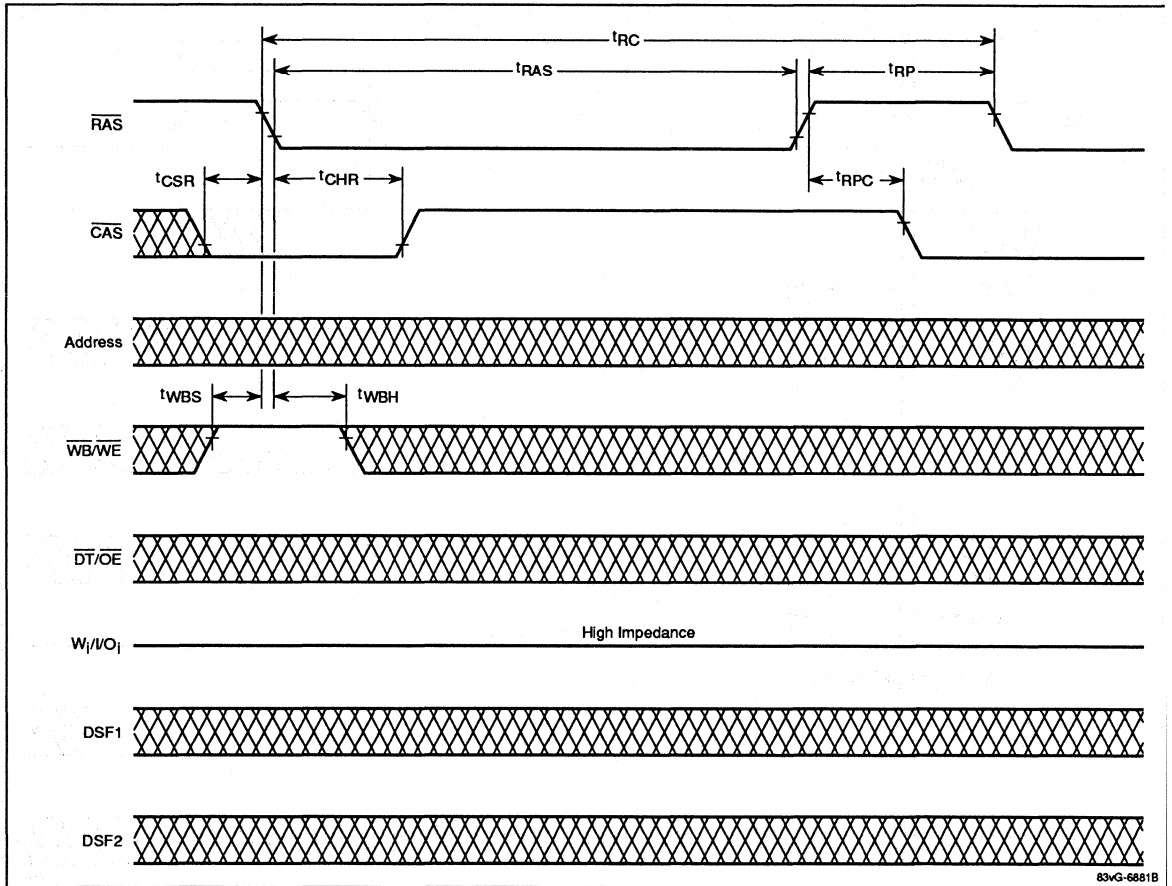 tRC
tRAS
tRP
RAS
tCSR
tCHR
tRPC
CAS
Address
tWBS
tWBH
WB/WE
DT/OE
High Impedance
Wi/I/Oi
DSF1
DSF2
83vG-6881B